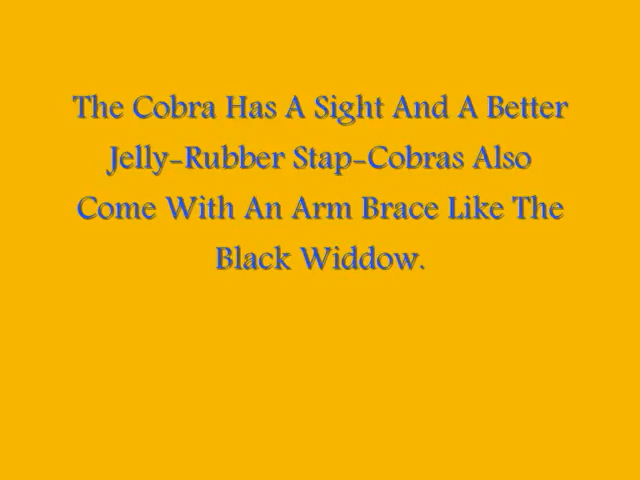 The Cobra Has A Sight And A Better
Jelly-Rubber Stap-Cobras Also
Come With An Arm Brace Like The
Black Widdow.